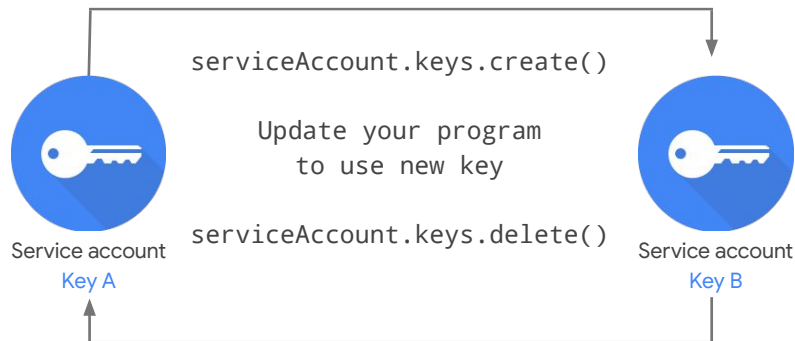 serviceAccount.keys.create()
Update your program
to use new key
serviceAccount.keys.delete()
Service account
Key A
Service account
Key B